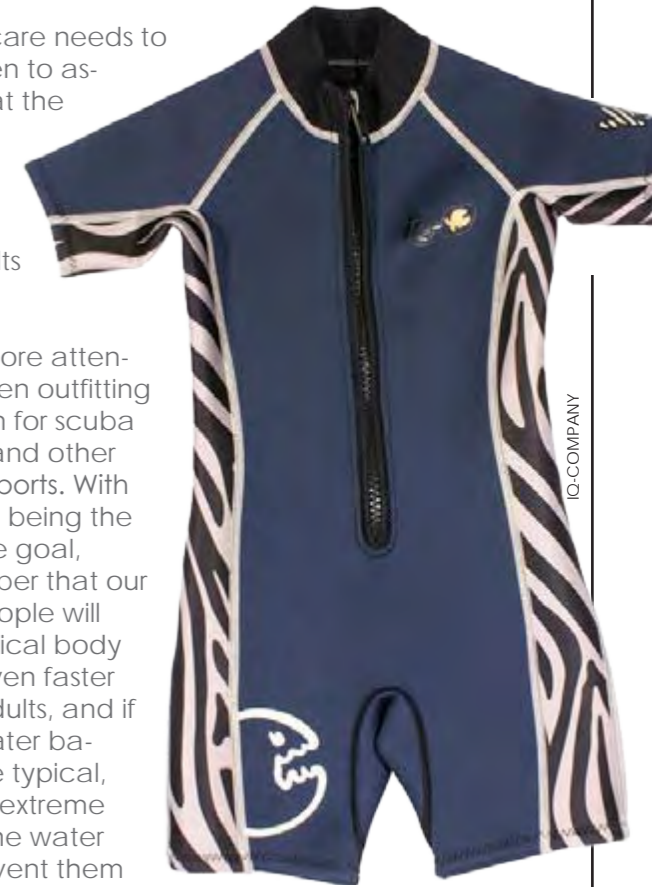 care needs to
en to as-
at the
lts
ore atten-
en outfitting
n for scuba
and other
ports. With
being the
e goal,
ber that our
ople will
ical body
ven faster
dults, and if
ater ba-
e typical,
extreme
he water
vent them
IQ-COMPANY